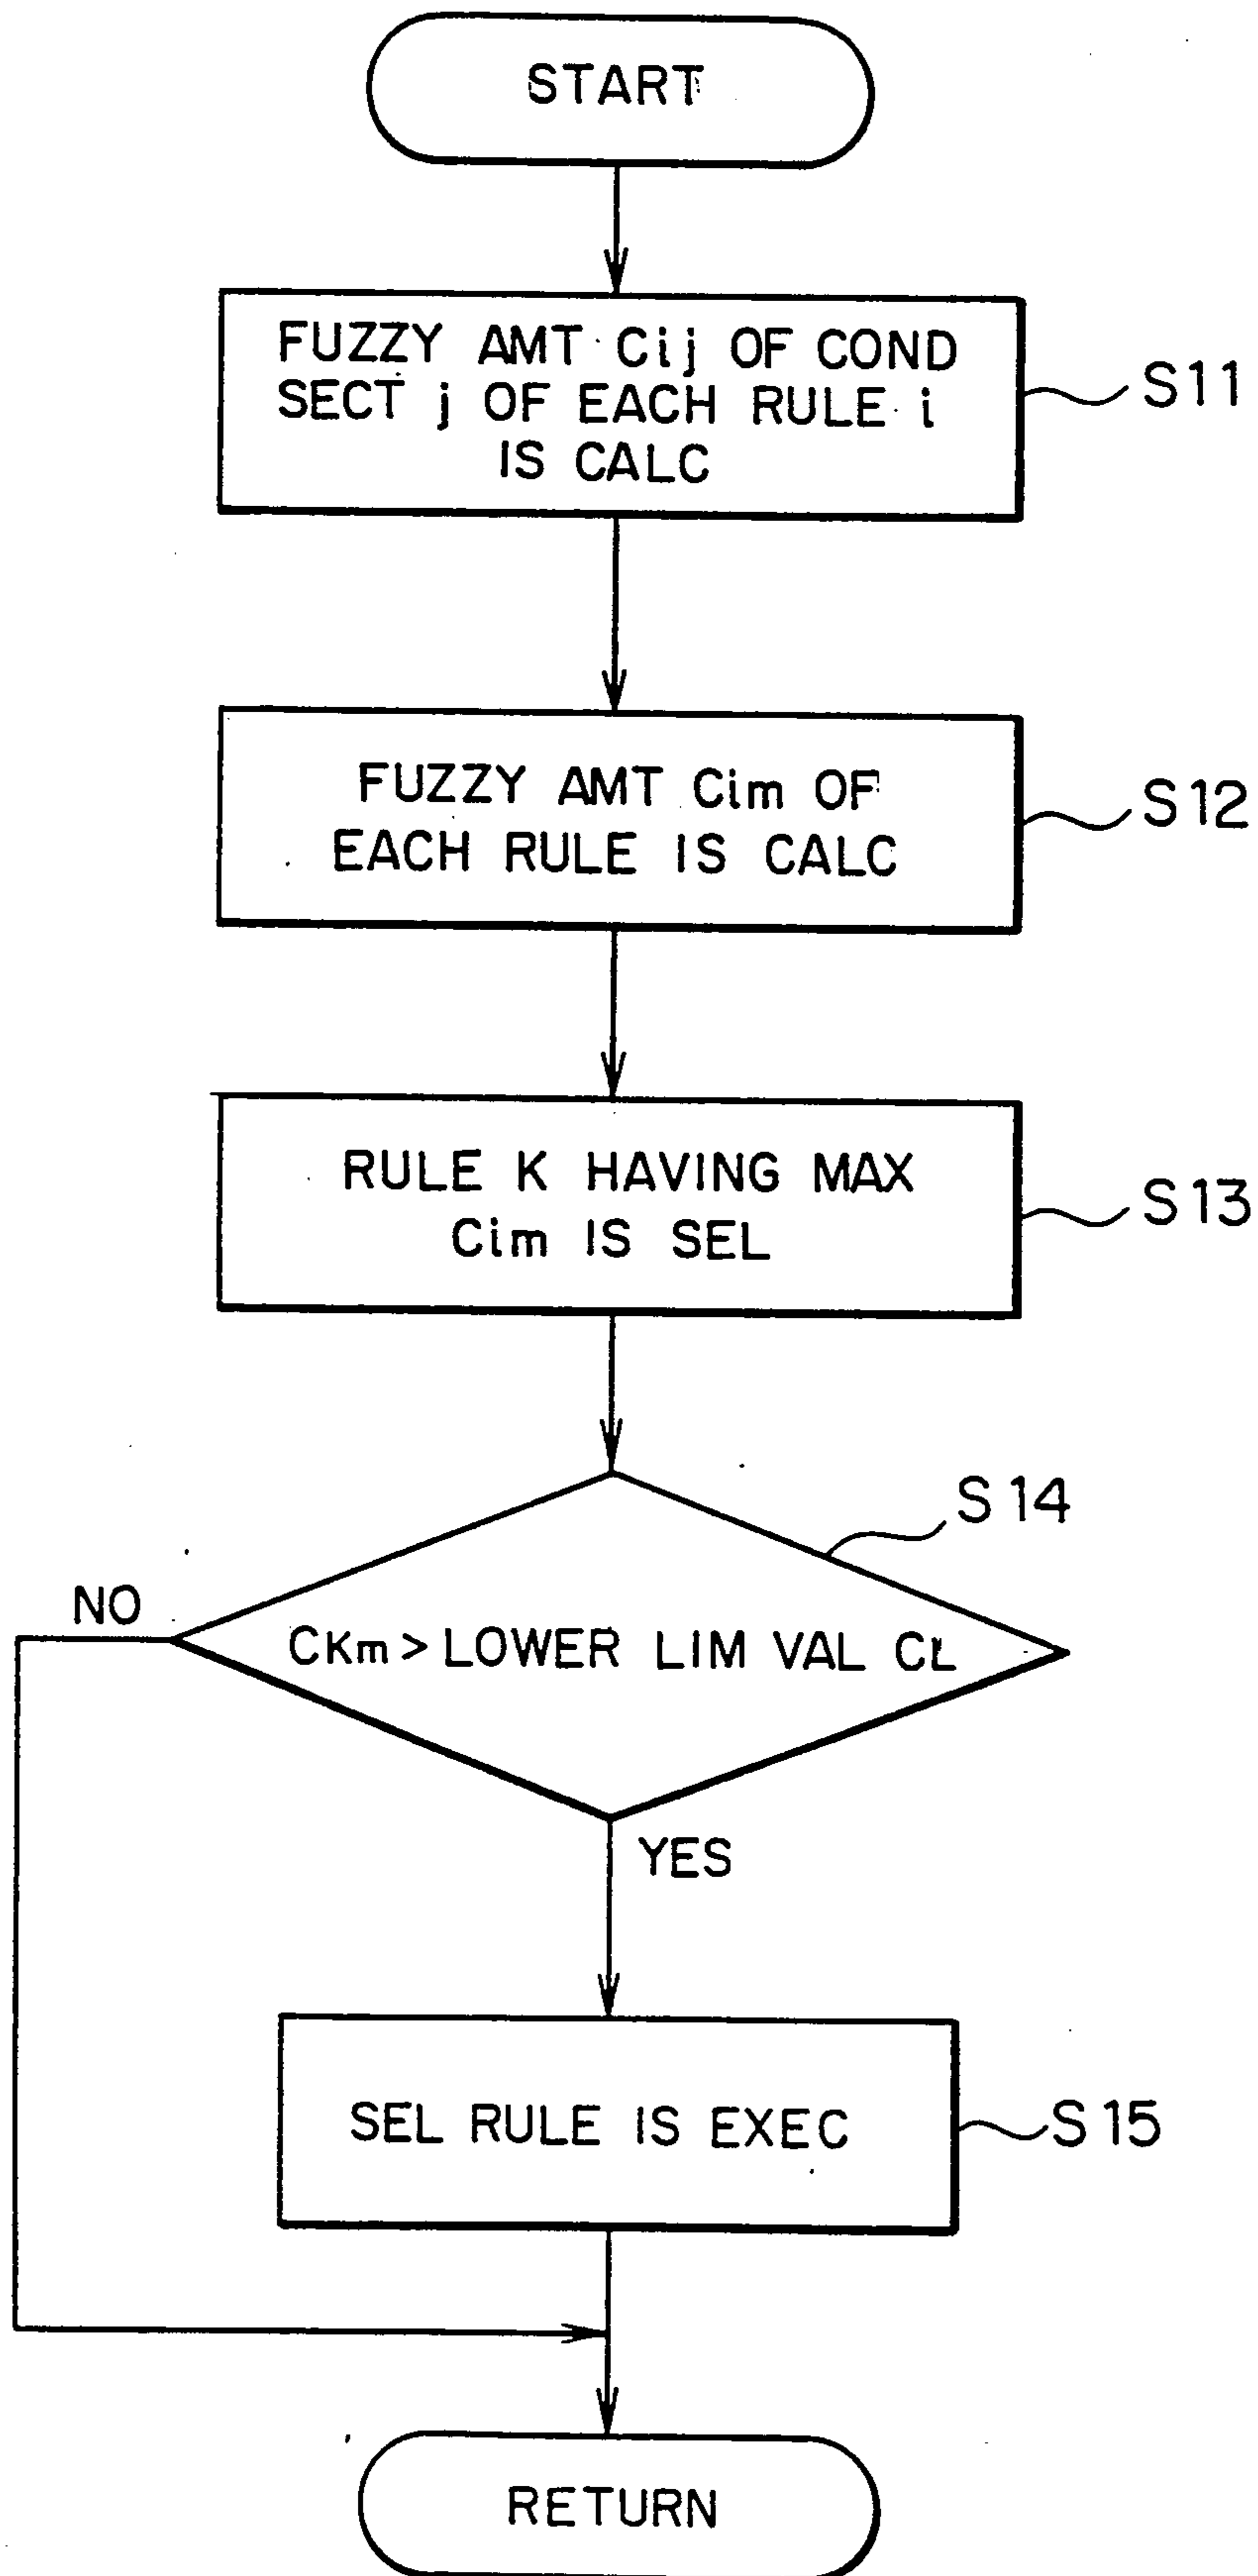 START
FUZZY AMT Cij OF COND
SECT j OF EACH RULE i
IS CALC
S11
FUZZY AMT Cim OF
EACH RULE IS CALC
S12
RULE K HAVING MAX
Cim IS SEL
S13
S14
NO
CKm > LOWER LIM VAL CL
YES
SEL RULE IS EXEC
S15
RETURN